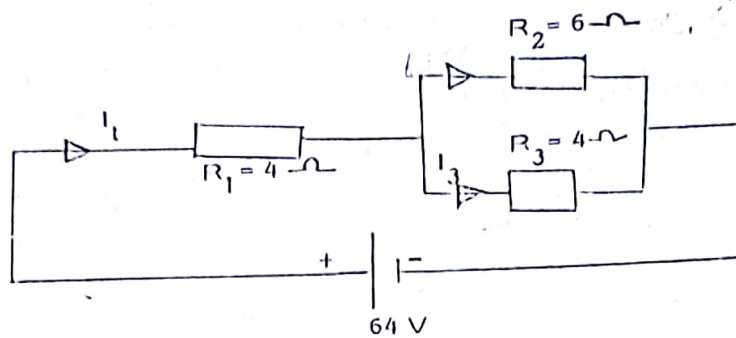 R2 = 6 Ω
I1
R1 = 4 Ω
I3
R3 = 4 Ω
+ -
64 V